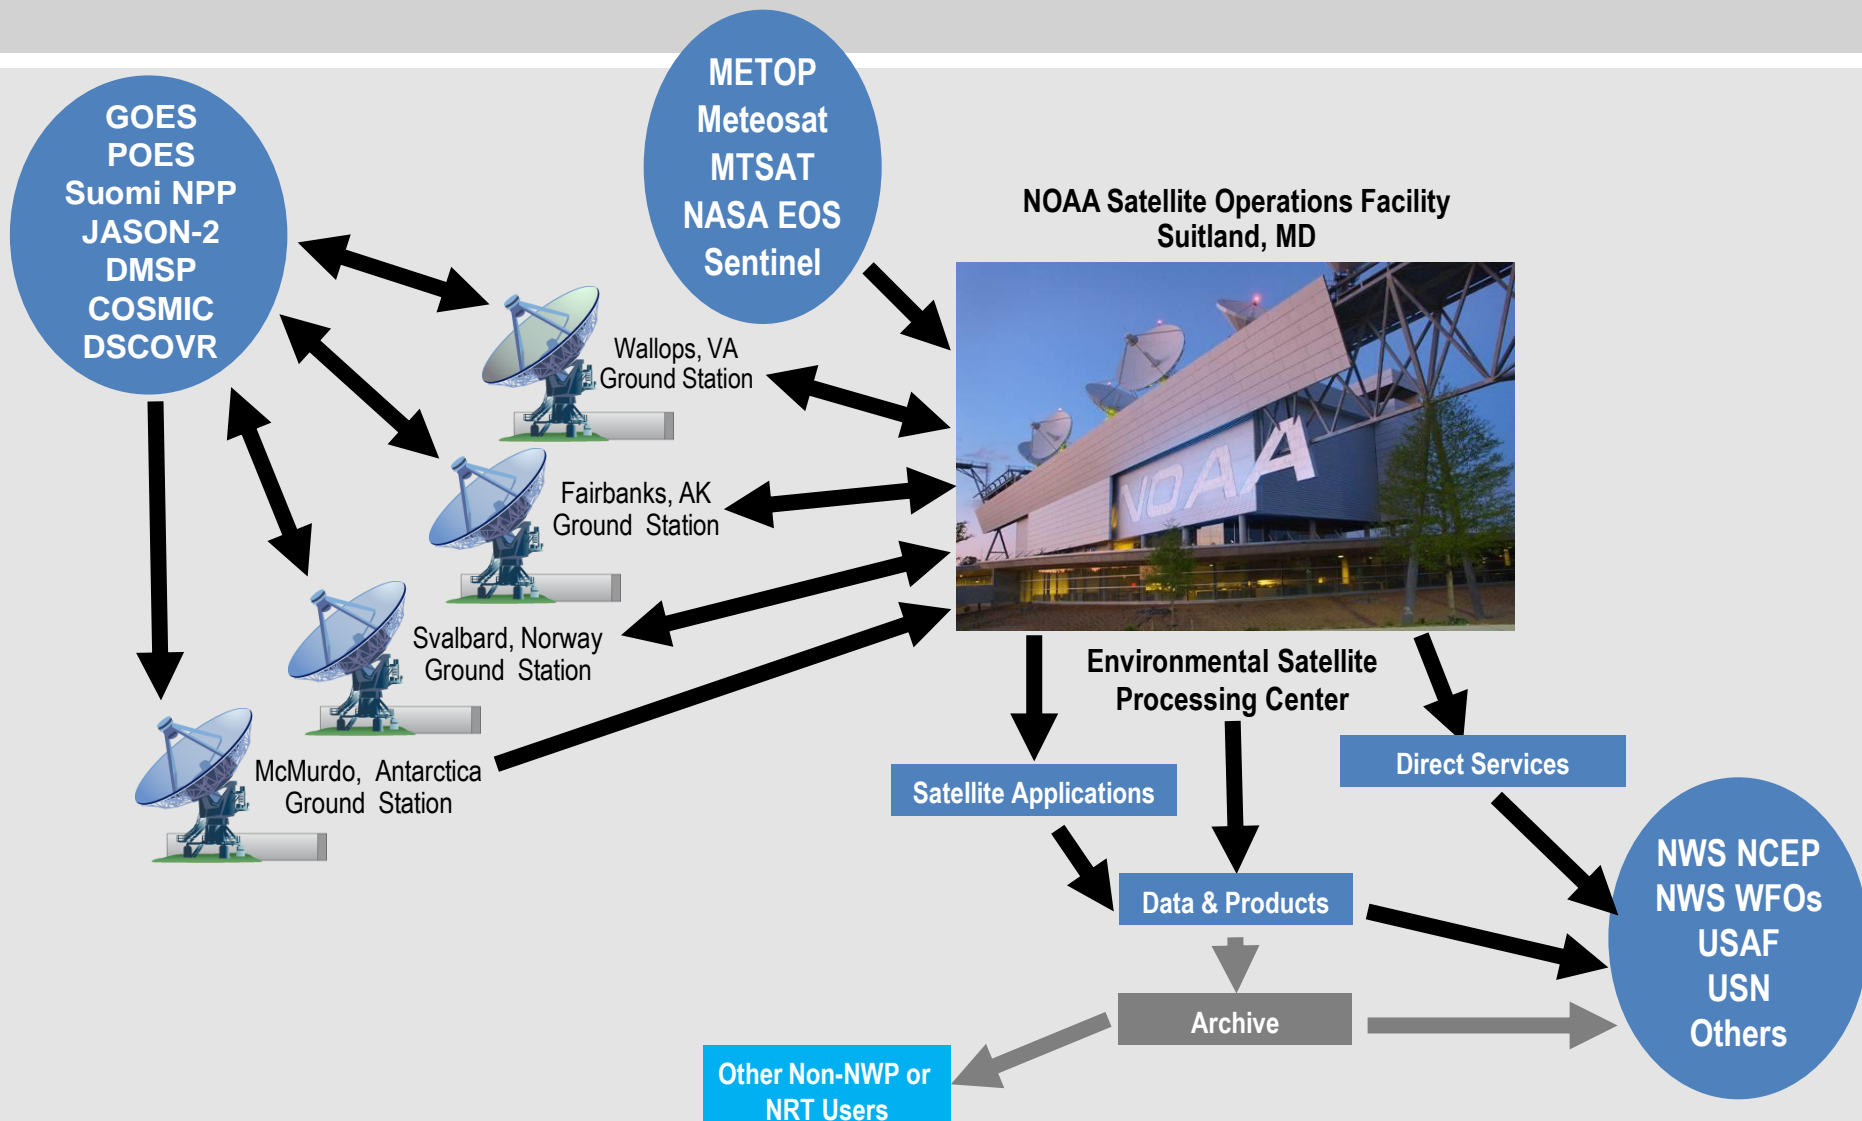 GOES
POES
Suomi NPP
JASON-2
DMSP
COSMIC
DSCOVR
METOP
Meteosat
MTSAT
NASA EOS
Sentinel
NOAA Satellite Operations Facility
Suitland, MD
Wallops, VA
Ground Station
Fairbanks, AK
Ground Station
Svalbard, Norway
Ground Station
McMurdo, Antarctica
Ground Station
NOAA
Environmental Satellite
Processing Center
Satellite Applications
Direct Services
Data & Products
Archive
Other Non-NWP or
NRT Users
NWS NCEP
NWS WFOs
USAF
USN
Others